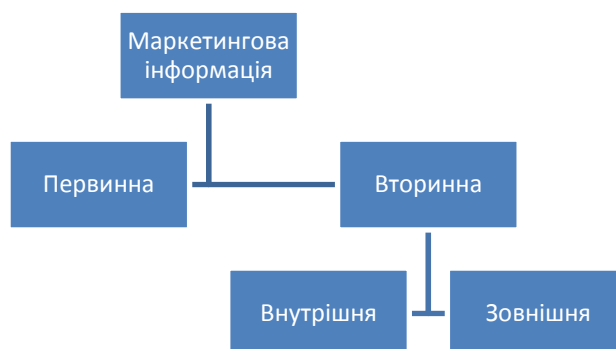 Маркетингова
інформація
Первинна
Вторинна
Внутрішня
Зовнішня